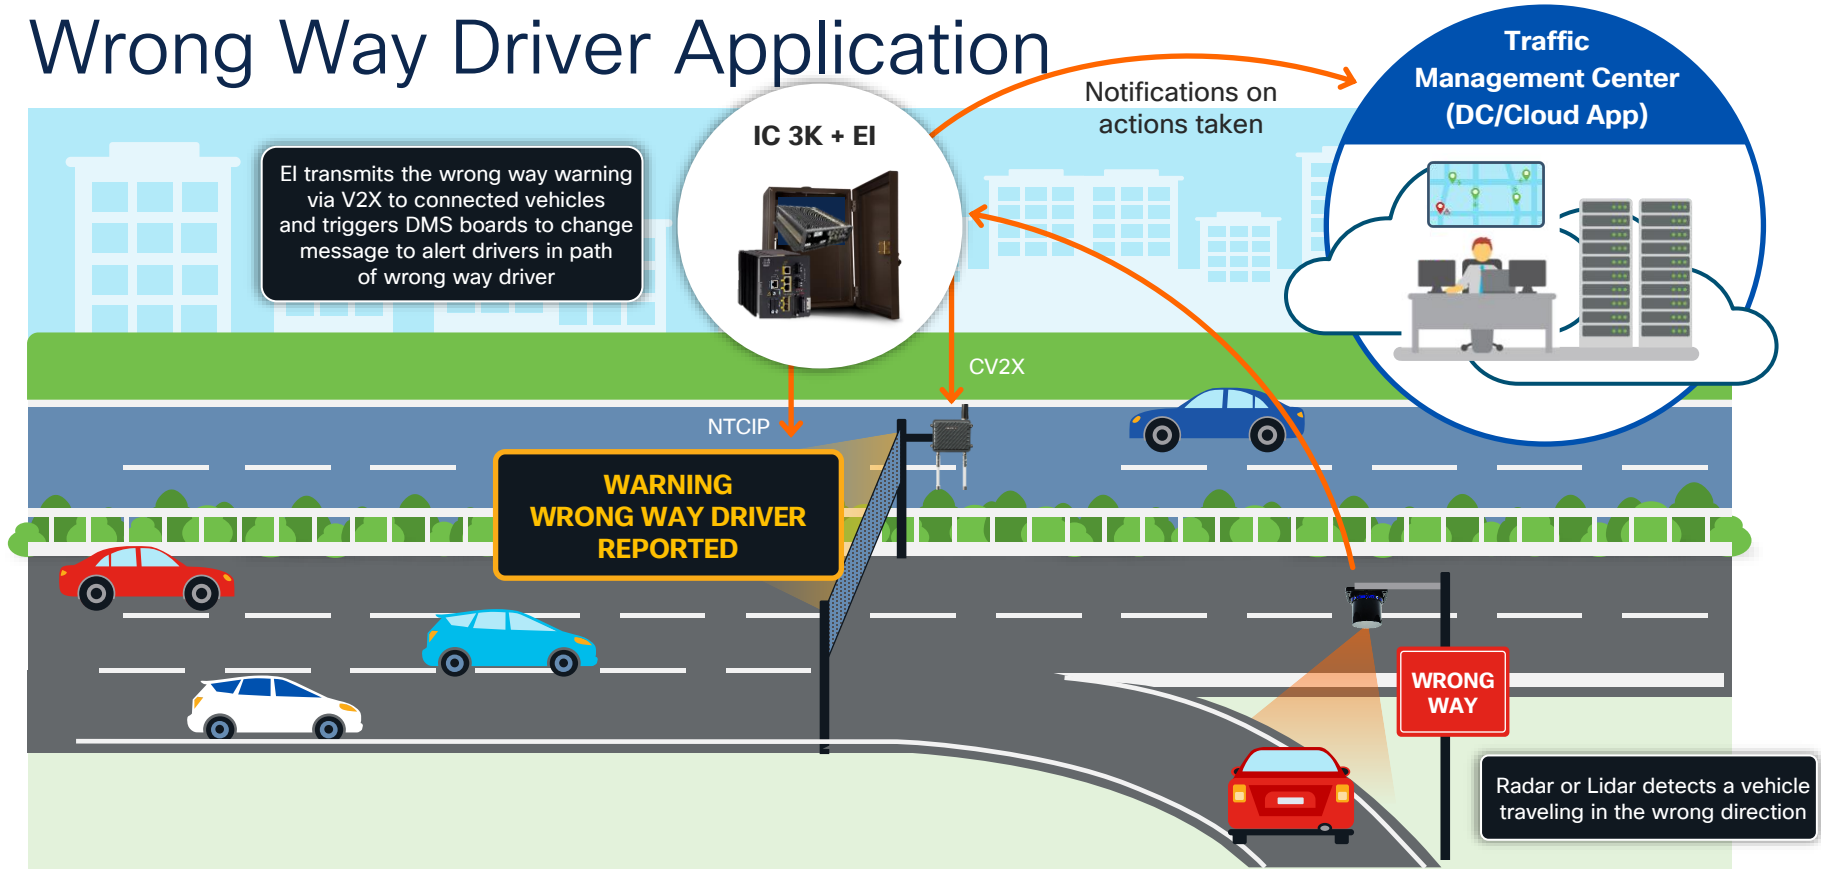 Wrong Way Driver Application
Traffic
Management Center
(DC/Cloud App)
Notifications on
actions taken
IC 3K + EI
EI transmits the wrong way warning
via V2X to connected vehicles
and triggers DMS boards to change
message to alert drivers in path
of wrong way driver
CV2X
NTCIP
WARNING
WRONG WAY DRIVER
REPORTED
WRONG
WAY
Radar or Lidar detects a vehicle
traveling in the wrong direction